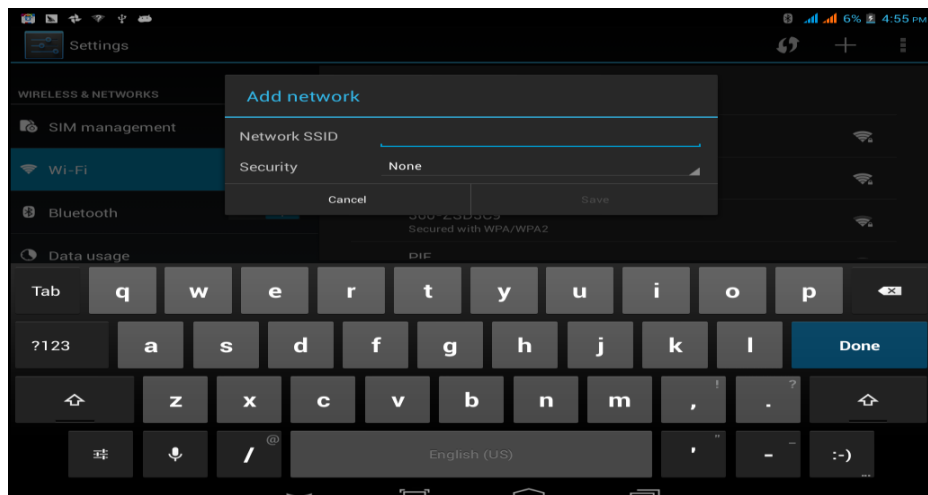 6% 4:55 PM
Settings
WIRELESS & NETWORKS
SIM management
Wi-Fi
Bluetooth
Data usage
Add network
Network SSID
Security None
Cancel Save
Secured with WPA/WPA2
Tab q w e r t y u i o p
?123 a s d f g h j k l Done
z x c v b n m , ! . ?
/ @ English (US) ' " - _ :-) ...